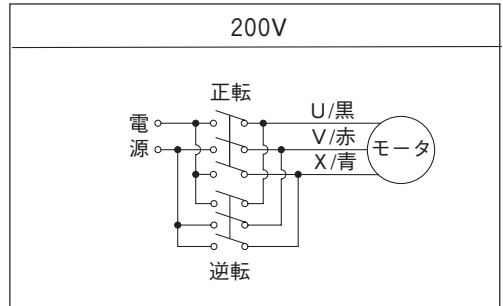 200V
正転
電
源
U/黒
V/赤
X/青
モータ
逆転